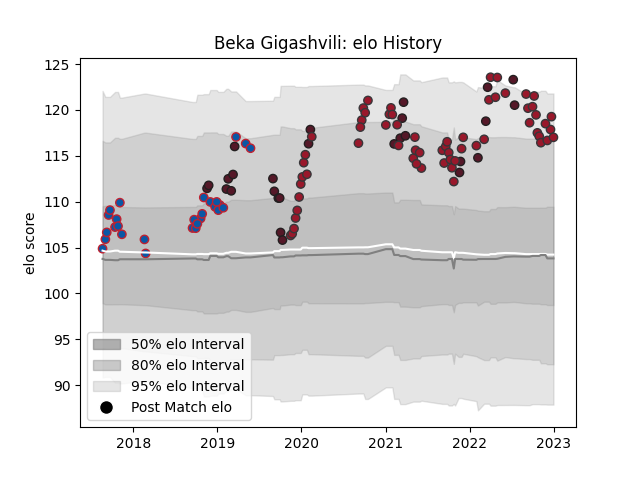 Beka Gigashvili: elo History
elo score
125
120
115
110
105
100
95
90
50% elo Interval
80% elo Interval
95% elo Interval
Post Match elo
2018 2019 2020 2021 2022 2023